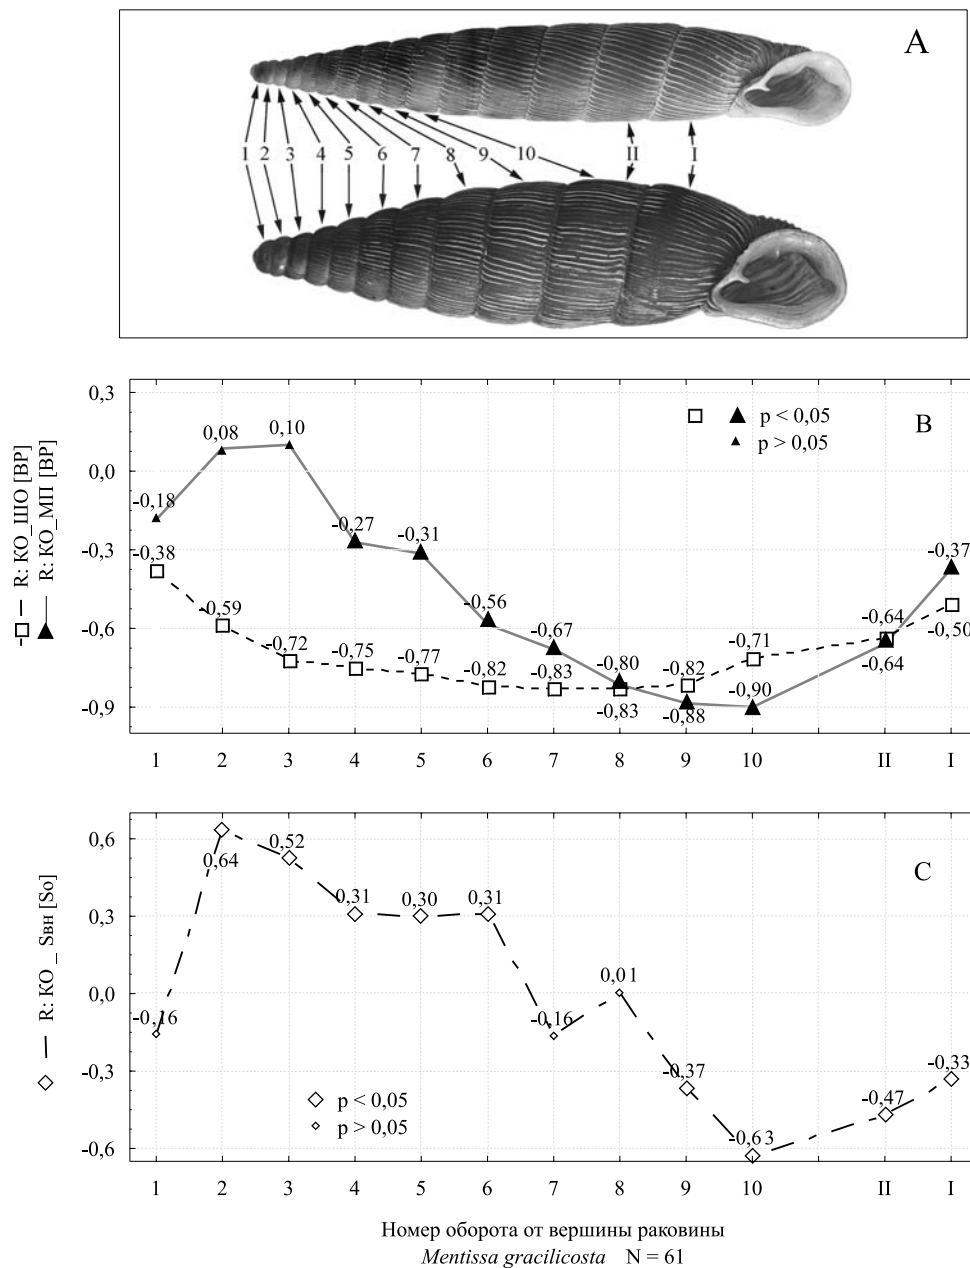 A
1 2 3 4 5 6 7 8 9 10 II I
B
0,3
0,0
-0,3
-0,6
-0,9
R: КО_ШО [ВР]
R: КО_МП [ВР]
p < 0,05
p > 0,05
-0,18 0,08 0,10 -0,27 -0,31 -0,56 -0,67 -0,80 -0,88 -0,90 -0,64 -0,37
-0,38 -0,59 -0,72 -0,75 -0,77 -0,82 -0,83 -0,83 -0,82 -0,71 -0,64 -0,50
1 2 3 4 5 6 7 8 9 10 II I
C
0,6
0,3
0,0
-0,3
-0,6
R: КО _ Sвн [So]
-0,16 0,64 0,52 0,31 0,30 0,31 -0,16 0,01 -0,37 -0,63 -0,47 -0,33
p < 0,05
p > 0,05
1 2 3 4 5 6 7 8 9 10 II I
Номер оборота от вершины раковины
Mentissa gracilicosta N = 61